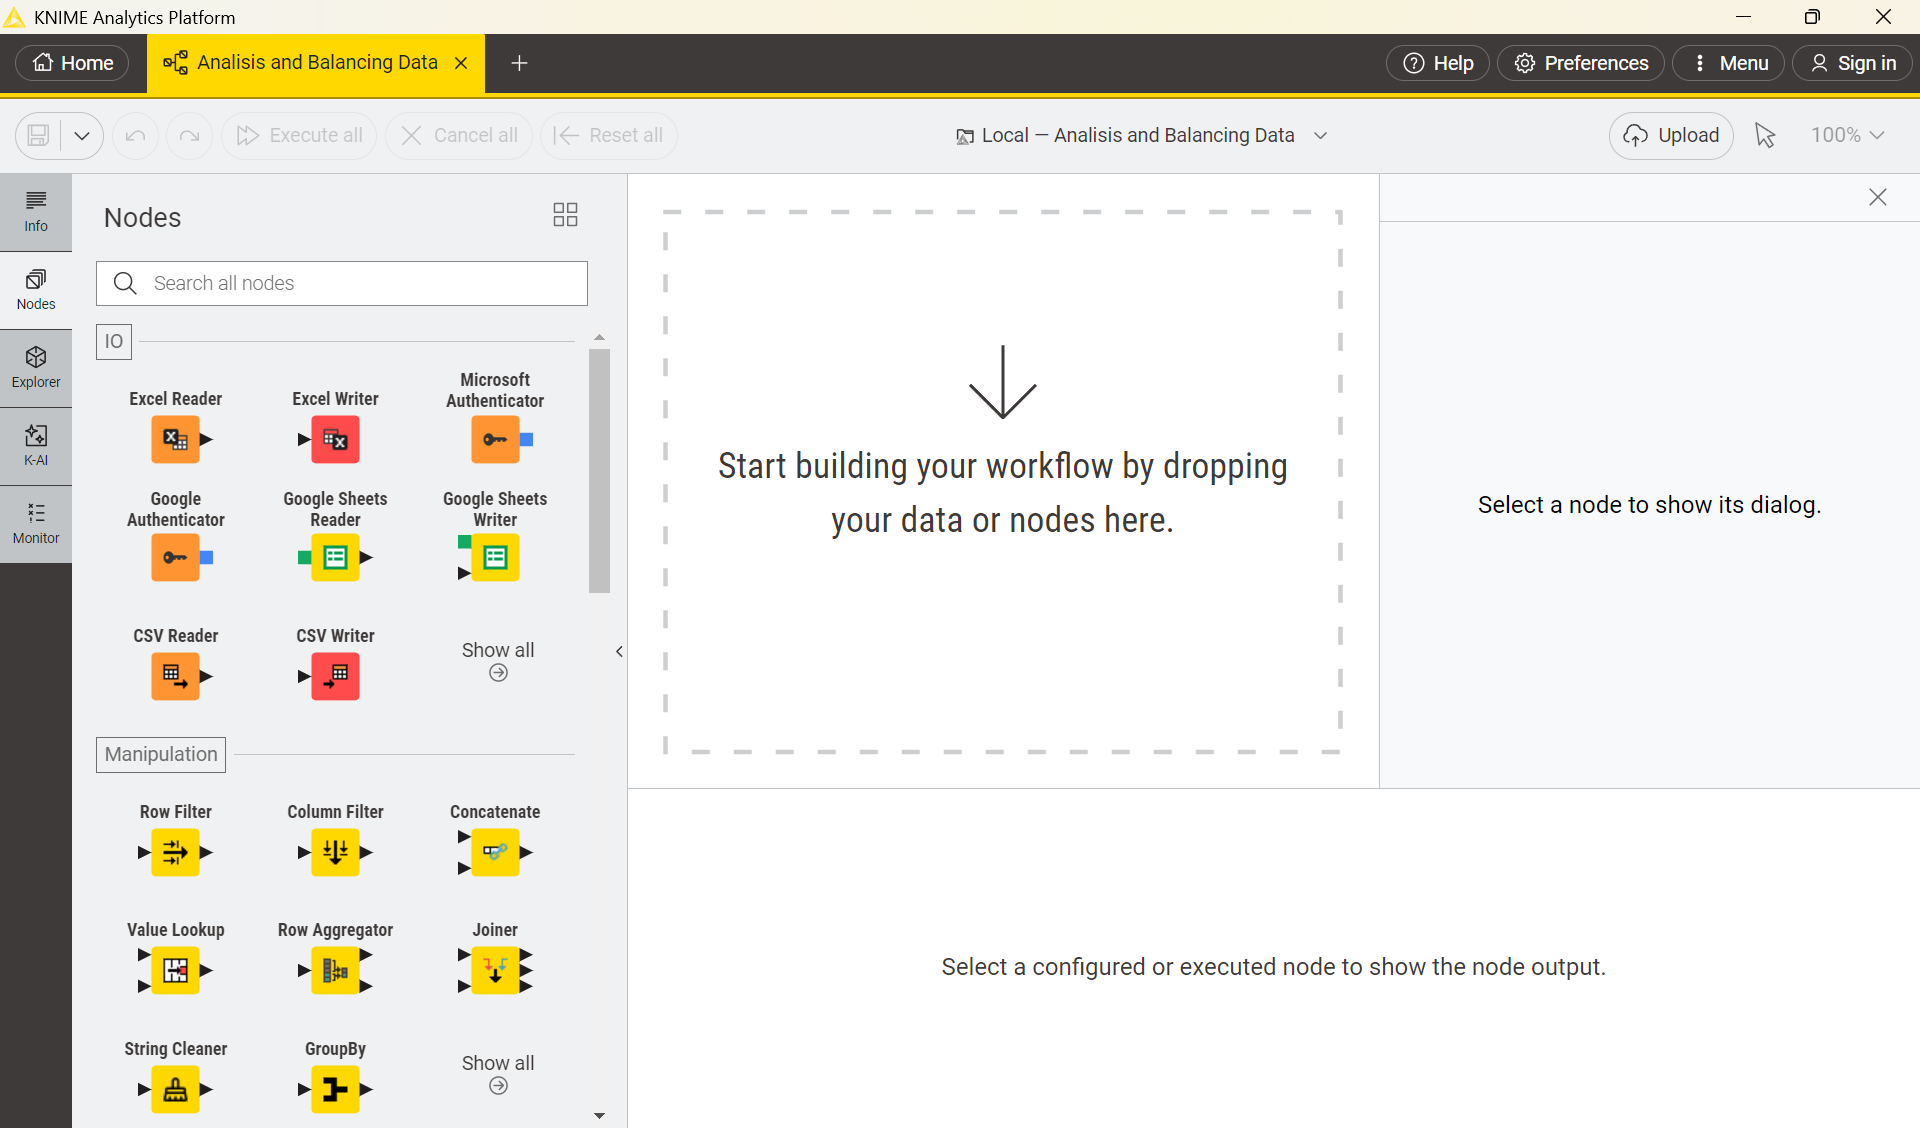 KNIME Analytics Platform
Home
Analisis and Balancing Data
Help
Preferences
Menu
Sign in
Execute all
Cancel all
Reset all
Local — Analisis and Balancing Data
Upload
100%
Info
Nodes
Explorer
K-AI
Monitor
Nodes
Search all nodes
IO
Excel Reader
Excel Writer
Microsoft
Authenticator
Google
Authenticator
Google Sheets
Reader
Google Sheets
Writer
CSV Reader
CSV Writer
Show all
Manipulation
Row Filter
Column Filter
Concatenate
Value Lookup
Row Aggregator
Joiner
String Cleaner
GroupBy
Show all
Start building your workflow by dropping
your data or nodes here.
Select a node to show its dialog.
Select a configured or executed node to show the node output.